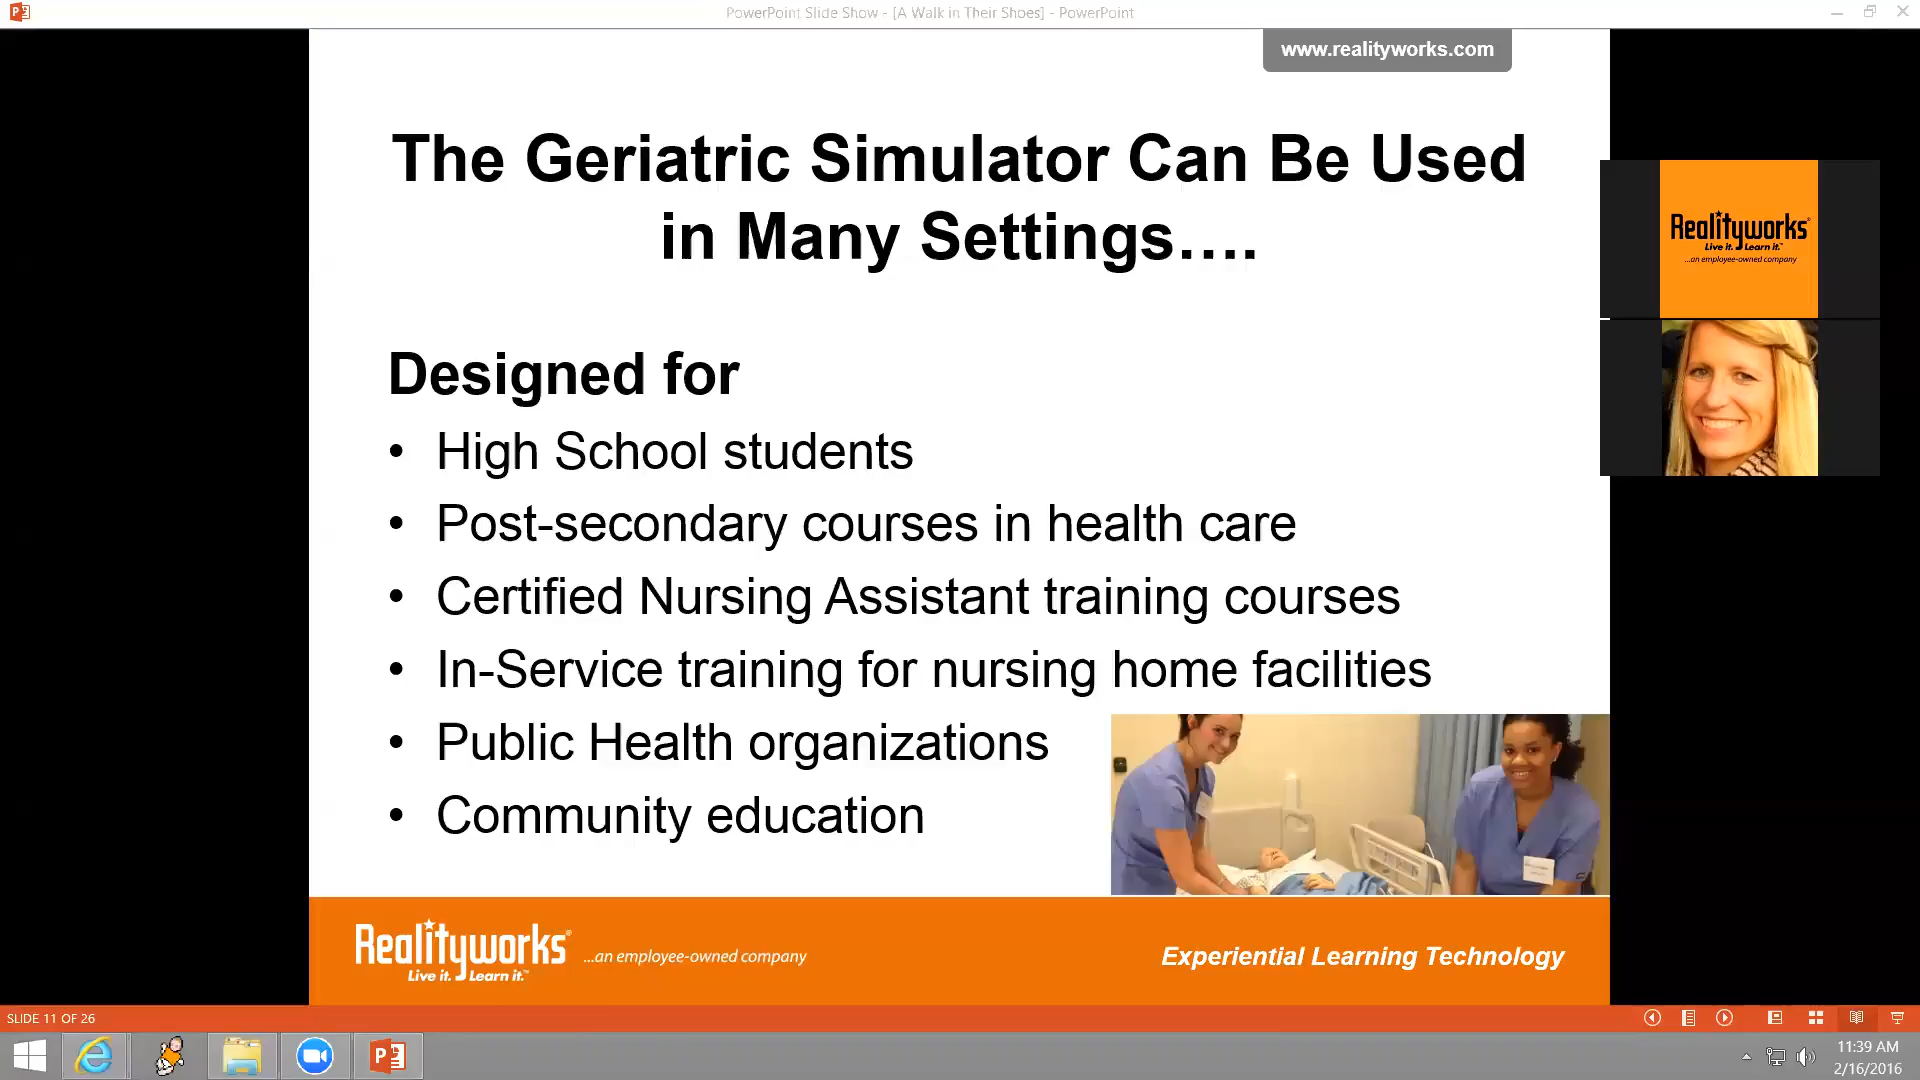 PowerPoint Slide Show - [A Walk in Their Shoes] - PowerPoint
www.realityworks.com
The Geriatric Simulator Can Be Used
in Many Settings….
Realityworks®
Live it. Learn it.™
...an employee-owned company
Designed for
• High School students
• Post-secondary courses in health care
• Certified Nursing Assistant training courses
• In-Service training for nursing home facilities
• Public Health organizations
• Community education
Realityworks® ...an employee-owned company
Live it. Learn it.™
Experiential Learning Technology
SLIDE 11 OF 26
11:39 AM
2/16/2016